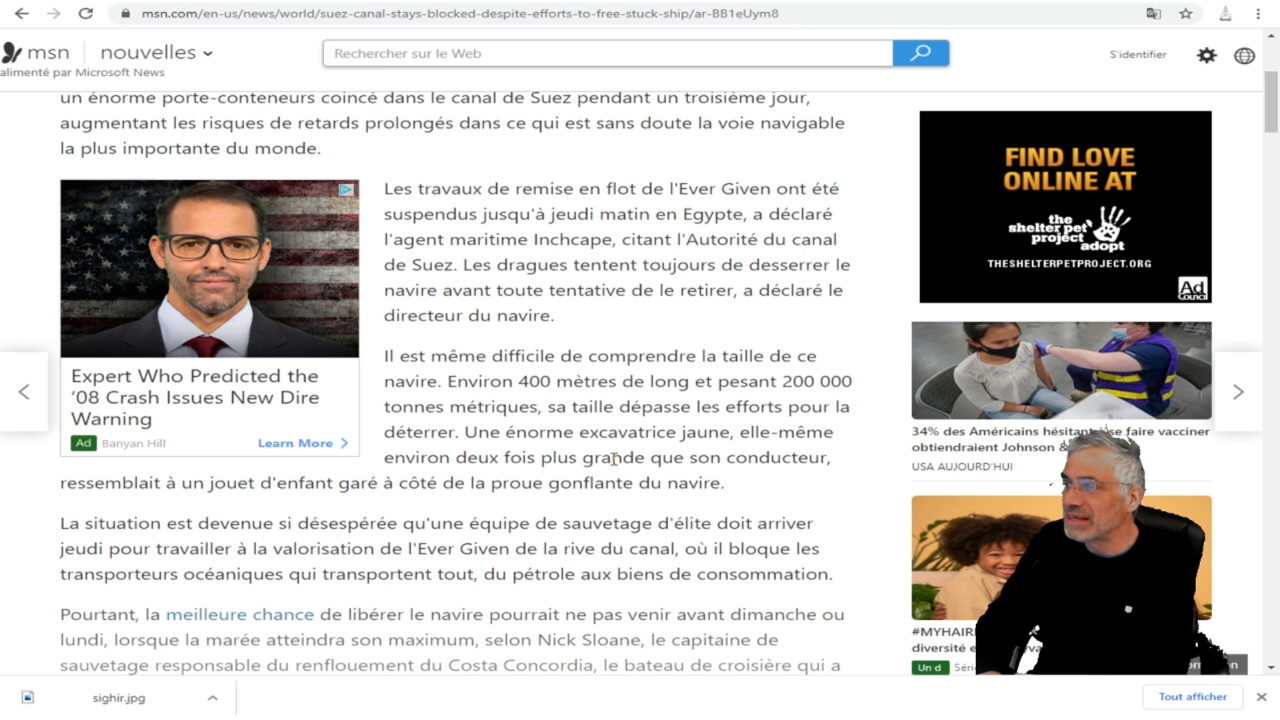 msn.com/en-us/news/world/suez-canal-stays-blocked-despite-efforts-to-free-stuck-ship/ar-BB1eUym8
msn
nouvelles
Rechercher sur le Web
S'identifier
alimenté par Microsoft News
un énorme porte-conteneurs coincé dans le canal de Suez pendant un troisième jour,
augmentant les risques de retards prolongés dans ce qui est sans doute la voie navigable
la plus importante du monde.
Les travaux de remise en flot de l'Ever Given ont été
suspendus jusqu'à jeudi matin en Egypte, a déclaré
l'agent maritime Inchcape, citant l'Autorité du canal
de Suez. Les dragues tentent toujours de desserrer le
navire avant toute tentative de le retirer, a déclaré le
directeur du navire.
Expert Who Predicted the
'08 Crash Issues New Dire
Warning
Ad Banyan Hill
Learn More
Il est même difficile de comprendre la taille de ce
navire. Environ 400 mètres de long et pesant 200 000
tonnes métriques, sa taille dépasse les efforts pour la
déterrer. Une énorme excavatrice jaune, elle-même
environ deux fois plus grande que son conducteur,
ressemblait à un jouet d'enfant garé à côté de la proue gonflante du navire.
La situation est devenue si désespérée qu'une équipe de sauvetage d'élite doit arriver
jeudi pour travailler à la valorisation de l'Ever Given de la rive du canal, où il bloque les
transporteurs océaniques qui transportent tout, du pétrole aux biens de consommation.
Pourtant, la meilleure chance de libérer le navire pourrait ne pas venir avant dimanche ou
lundi, lorsque la marée atteindra son maximum, selon Nick Sloane, le capitaine de
sauvetage responsable du renflouement du Costa Concordia, le bateau de croisière qui a
FIND LOVE
ONLINE AT
the
shelter pet
project
adopt
THESHELTERPETPROJECT.ORG
Ad
Council
34% des Américains hésitant se faire vacciner
obtiendraient Johnson &
USA AUJOURD'HUI
diversité
Un d
sighir.jpg
Tout afficher